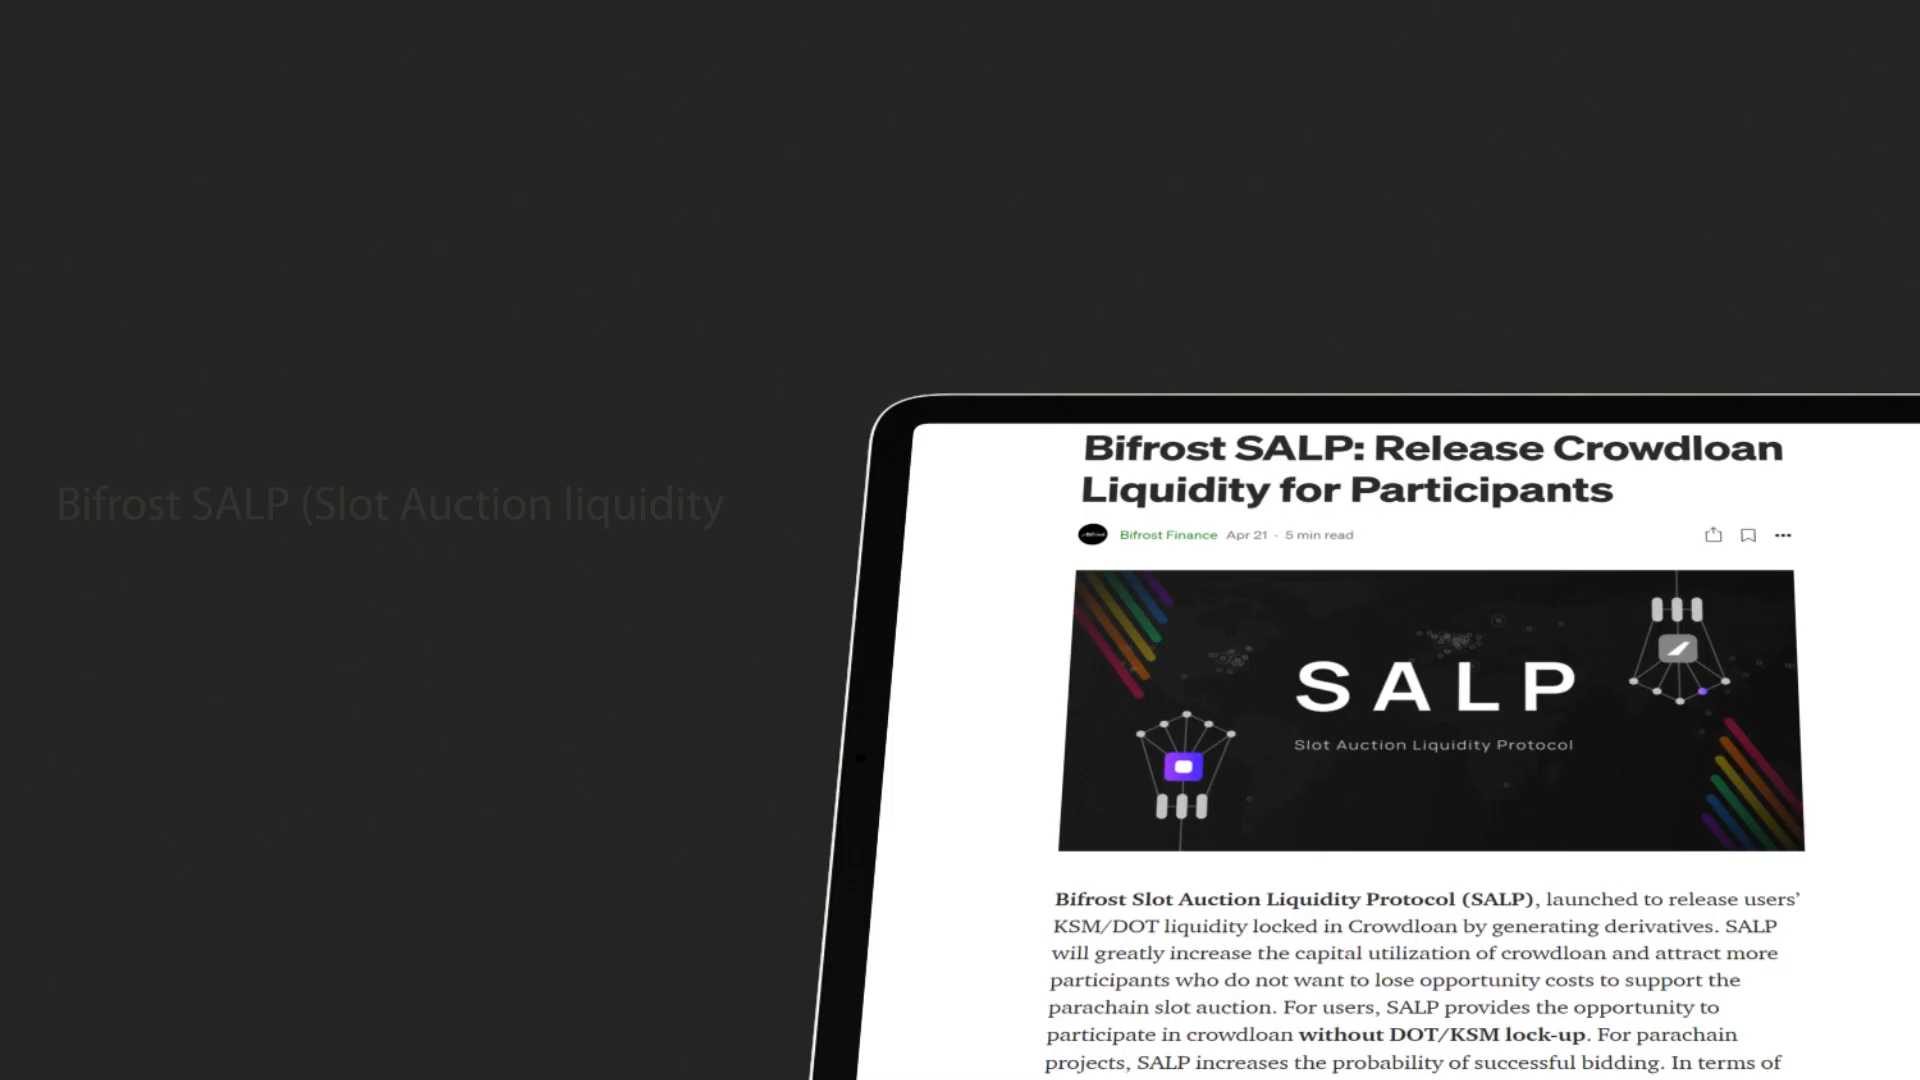 Bifrost SALP (Slot Auction liquidity
Bifrost SALP: Release Crowdloan
Liquidity for Participants
Bifrost Finance Apr 21 · 5 min read
SALP
Slot Auction Liquidity Protocol
Bifrost Slot Auction Liquidity Protocol (SALP), launched to release users’
KSM/DOT liquidity locked in Crowdloan by generating derivatives. SALP
will greatly increase the capital utilization of crowdloan and attract more
participants who do not want to lose opportunity costs to support the
parachain slot auction. For users, SALP provides the opportunity to
participate in crowdloan without DOT/KSM lock-up. For parachain
projects, SALP increases the probability of successful bidding. In terms of